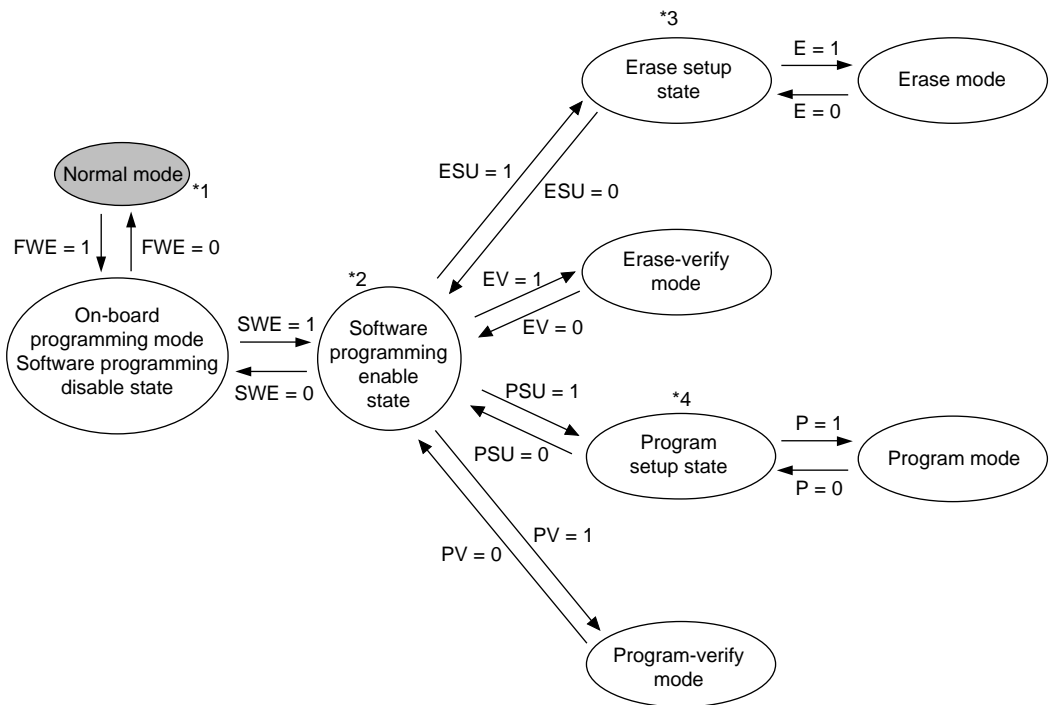 *3
Erase setup
state
E = 1
E = 0
Erase mode
Normal mode
*1
FWE = 1
FWE = 0
ESU = 1
ESU = 0
On-board
programming mode
Software programming
disable state
SWE = 1
SWE = 0
*2
Software
programming
enable
state
EV = 1
EV = 0
Erase-verify
mode
PSU = 1
PSU = 0
*4
Program
setup state
P = 1
P = 0
Program mode
PV = 1
PV = 0
Program-verify
mode